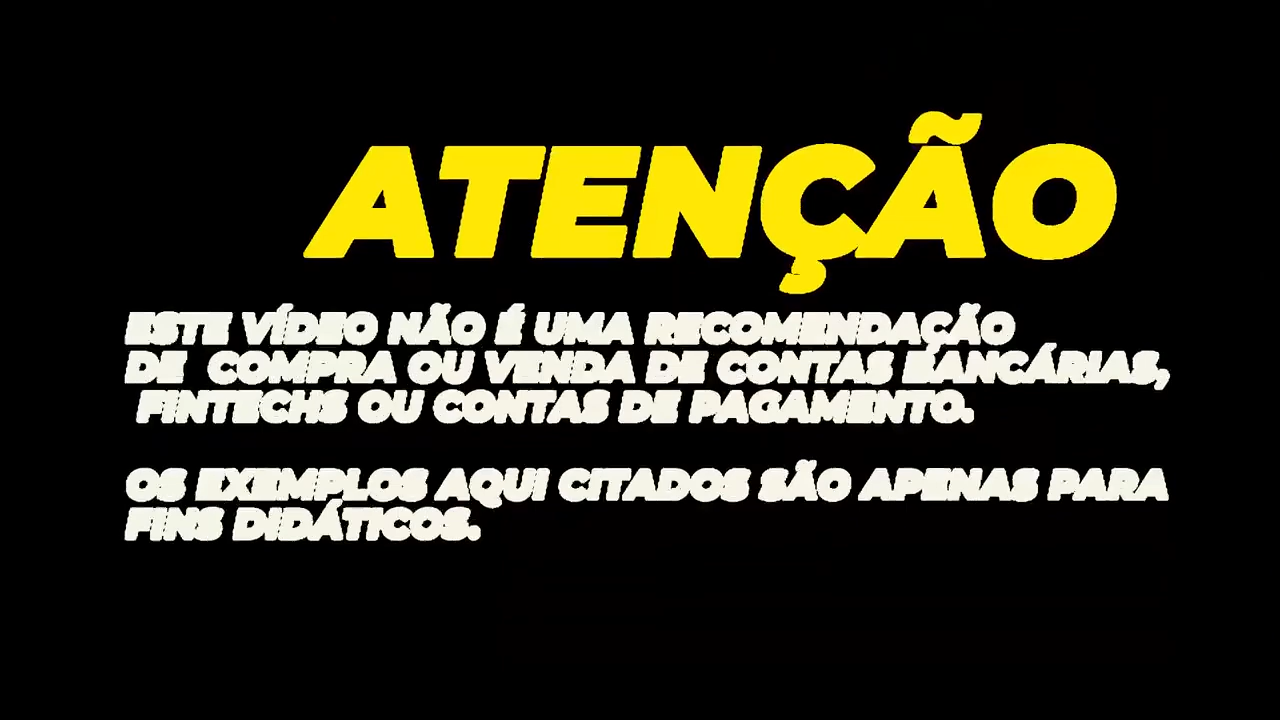 ATENÇÃO
ESTE VÍDEO NÃO É UMA RECOMENDAÇÃO
DE COMPRA OU VENDA DE CONTAS BANCÁRIAS,
FINTECHS OU CONTAS DE PAGAMENTO.
OS EXEMPLOS AQUI CITADOS SÃO APENAS PARA
FINS DIDÁTICOS.